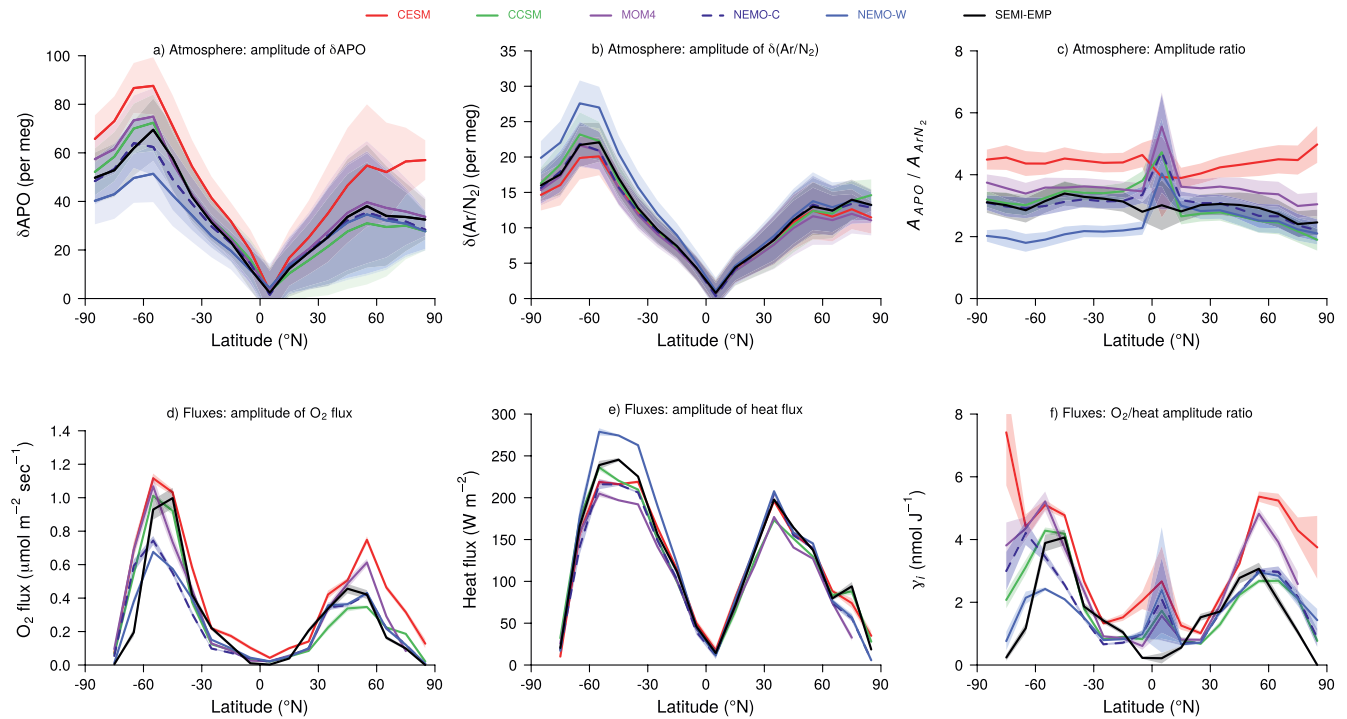 CESM CCSM MOM4 NEMO-C NEMO-W SEMI-EMP
a) Atmosphere: amplitude of δAPO
δAPO (per meg)
100
80
60
40
20
0
-90 -60 -30 0 30 60 90
Latitude (°N)
b) Atmosphere: amplitude of δ(Ar/N₂)
δ(Ar/N₂) (per meg)
35
30
25
20
15
10
5
0
-90 -60 -30 0 30 60 90
Latitude (°N)
c) Atmosphere: Amplitude ratio
A_APO / A_ArN₂
8
6
4
2
0
-90 -60 -30 0 30 60 90
Latitude (°N)
d) Fluxes: amplitude of O₂ flux
O₂ flux (μmol m⁻² sec⁻¹)
1.4
1.2
1.0
0.8
0.6
0.4
0.2
0.0
-90 -60 -30 0 30 60 90
Latitude (°N)
e) Fluxes: amplitude of heat flux
Heat flux (W m⁻²)
300
250
200
150
100
50
0
-90 -60 -30 0 30 60 90
Latitude (°N)
f) Fluxes: O₂/heat amplitude ratio
γᵢ (nmol J⁻¹)
8
6
4
2
0
-90 -60 -30 0 30 60 90
Latitude (°N)